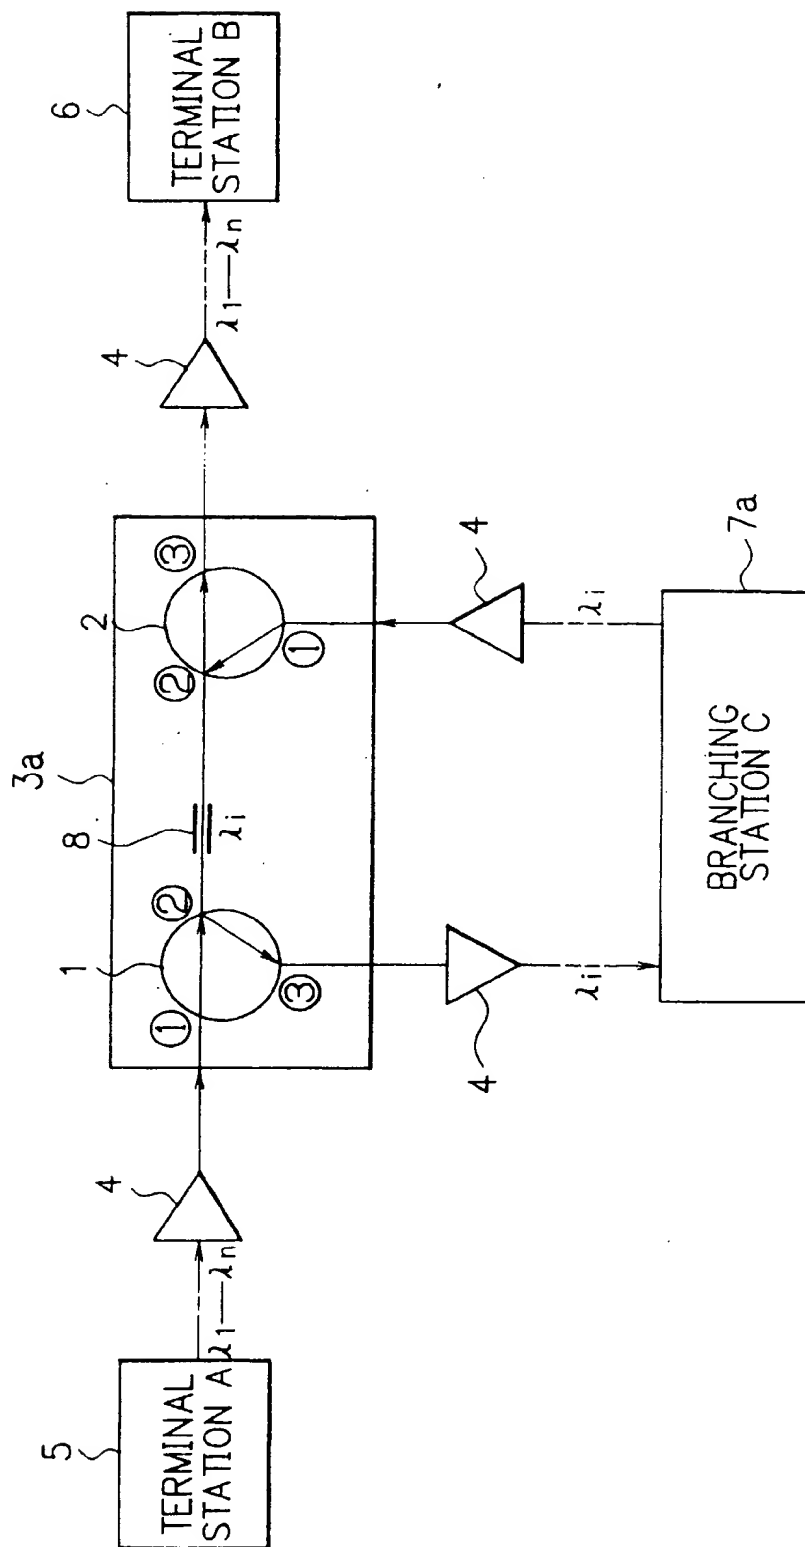 5
TERMINAL
STATION A
λ1—λn
4
1
①
②
③
8
λi
3a
2
②
③
①
4
λ1—λn
6
TERMINAL
STATION B
4
λi
4
λi
BRANCHING
STATION C
7a